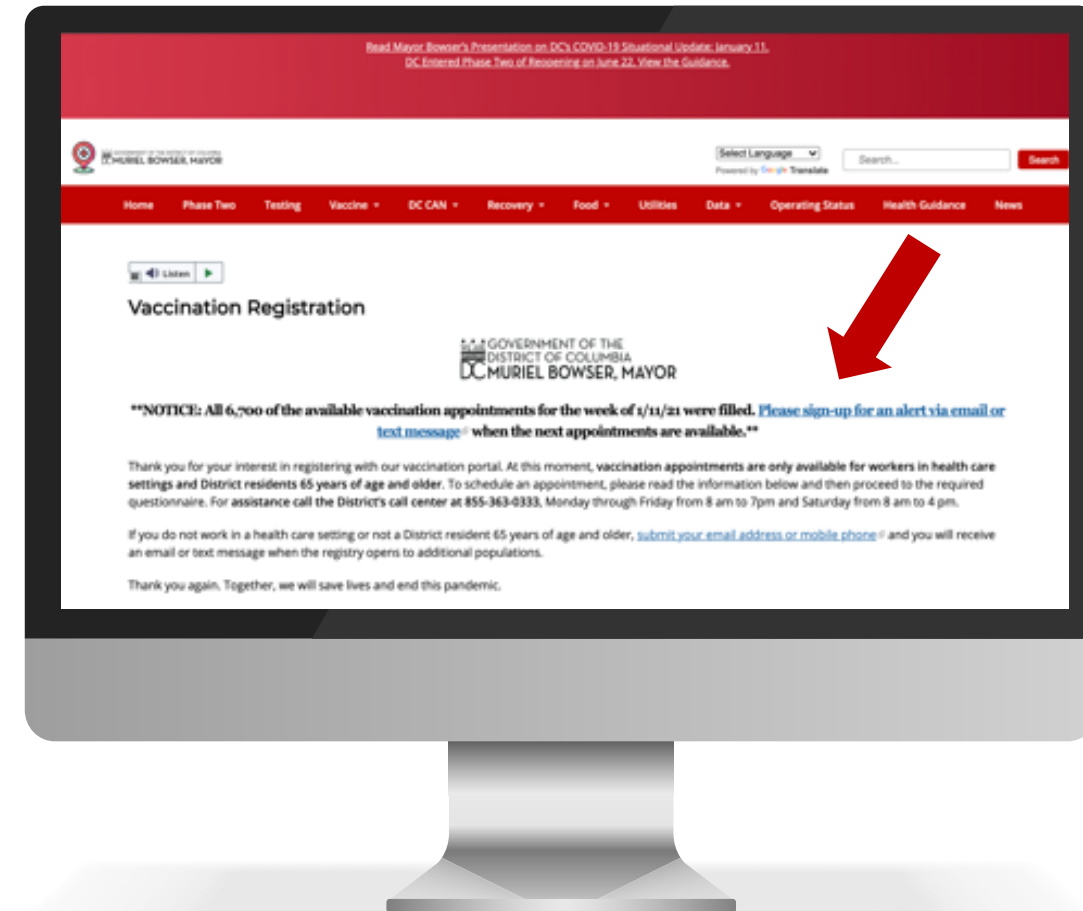 Read Mayor Bowser's Presentation on DC's COVID-19 Situational Update: January 11.
DC Entered Phase Two of Reopening on June 22. View the Guidance.
GOVERNMENT OF THE DISTRICT OF COLUMBIA
DC MURIEL BOWSER, MAYOR
Select Language
Powered by Google Translate
Search...
Search
Home Phase Two Testing Vaccine DC CAN Recovery Food Utilities Data Operating Status Health Guidance News
Listen
Vaccination Registration
GOVERNMENT OF THE
DISTRICT OF COLUMBIA
DC MURIEL BOWSER, MAYOR
**NOTICE: All 6,700 of the available vaccination appointments for the week of 1/11/21 were filled. Please sign-up for an alert via email or
text message when the next appointments are available.**
Thank you for your interest in registering with our vaccination portal. At this moment, vaccination appointments are only available for workers in health care
settings and District residents 65 years of age and older. To schedule an appointment, please read the information below and then proceed to the required
questionnaire. For assistance call the District's call center at 855-363-0333, Monday through Friday from 8 am to 7pm and Saturday from 8 am to 4 pm.
If you do not work in a health care setting or not a District resident 65 years of age and older, submit your email address or mobile phone and you will receive
an email or text message when the registry opens to additional populations.
Thank you again. Together, we will save lives and end this pandemic.